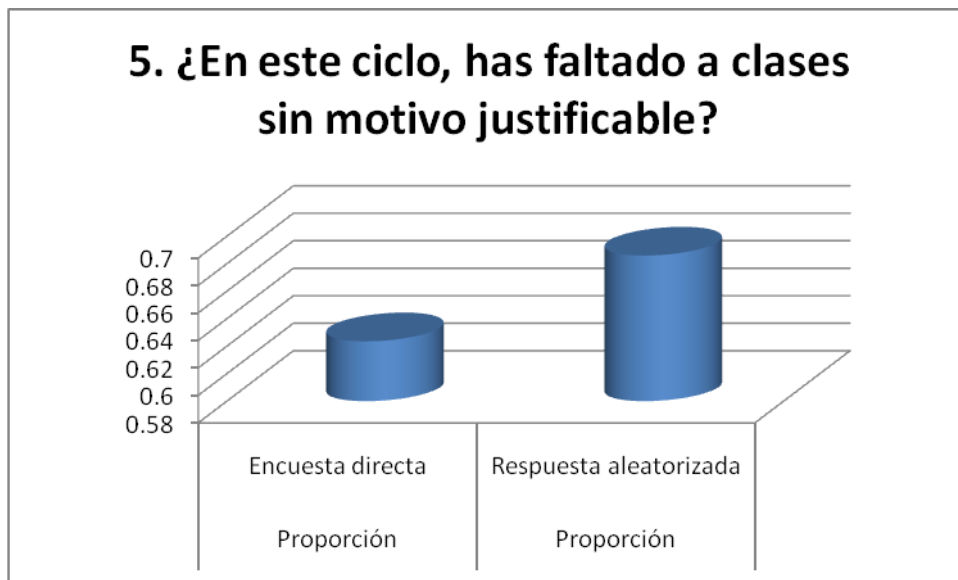 5. ¿En este ciclo, has faltado a clases
sin motivo justificable?
0.7
0.68
0.66
0.64
0.62
0.6
0.58
Encuesta directa
Respuesta aleatorizada
Proporción
Proporción